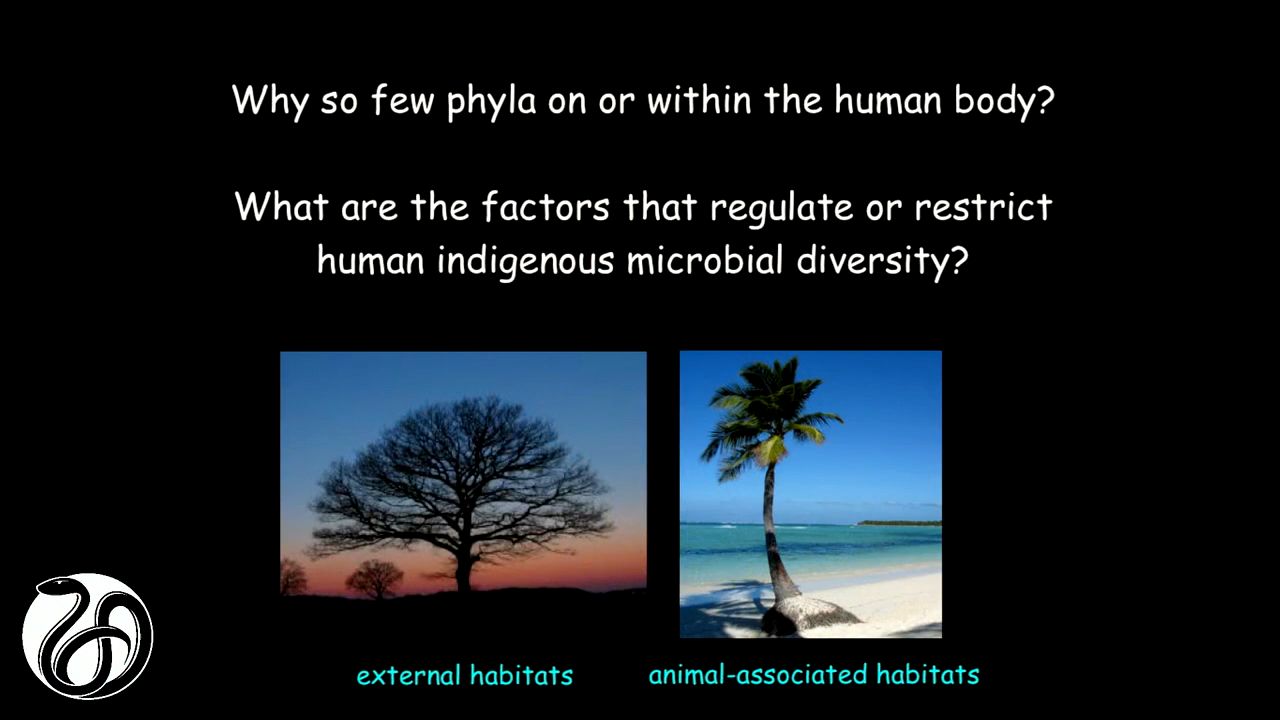 Why so few phyla on or within the human body?
What are the factors that regulate or restrict
human indigenous microbial diversity?
external habitats
animal-associated habitats